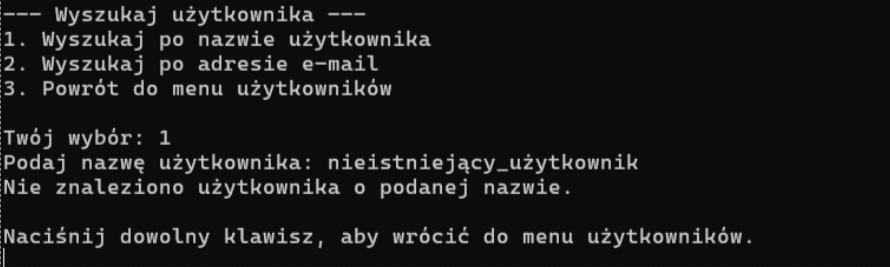 --- Wyszukaj użytkownika ---
1. Wyszukaj po nazwie użytkownika
2. Wyszukaj po adresie e-mail
3. Powrót do menu użytkowników
Twój wybór: 1
Podaj nazwę użytkownika: nieistniejący_użytkownik
Nie znaleziono użytkownika o podanej nazwie.
Naciśnij dowolny klawisz, aby wrócić do menu użytkowników.